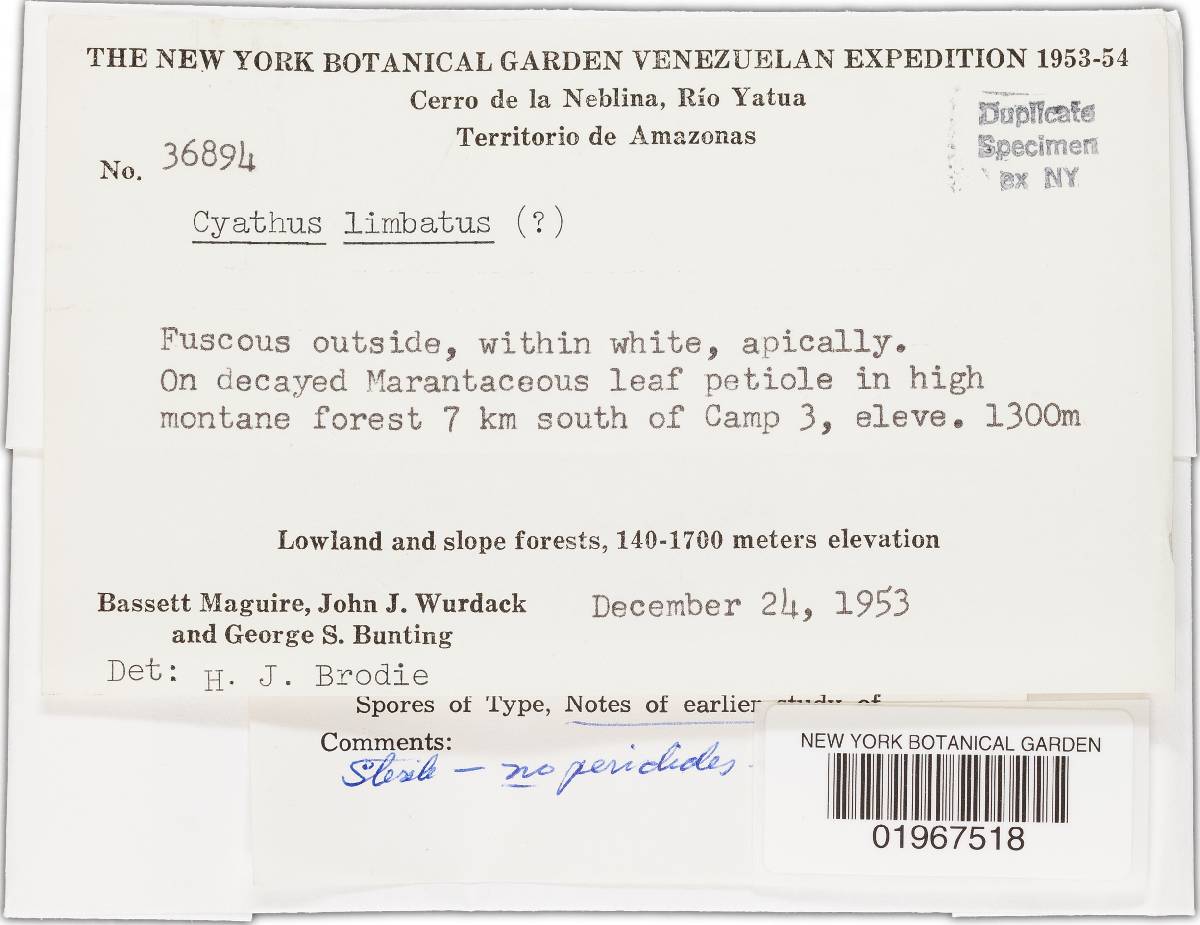 THE NEW YORK BOTANICAL GARDEN VENEZUELAN EXPEDITION 1953-54
Cerro de la Neblina, Río Yatua
Territorio de Amazonas
Duplicate
Specimen
ex NY
No. 36894
Cyathus limbatus (?)
Fuscous outside, within white, apically.
On decayed Marantaceous leaf petiole in high
montane forest 7 km south of Camp 3, eleve. 1300m
Lowland and slope forests, 140-1700 meters elevation
Bassett Maguire, John J. Wurdack
and George S. Bunting
December 24, 1953
Det: H. J. Brodie
Spores of Type, Notes of earlier study of
Comments:
Sterile — no peridioles.
NEW YORK BOTANICAL GARDEN
01967518